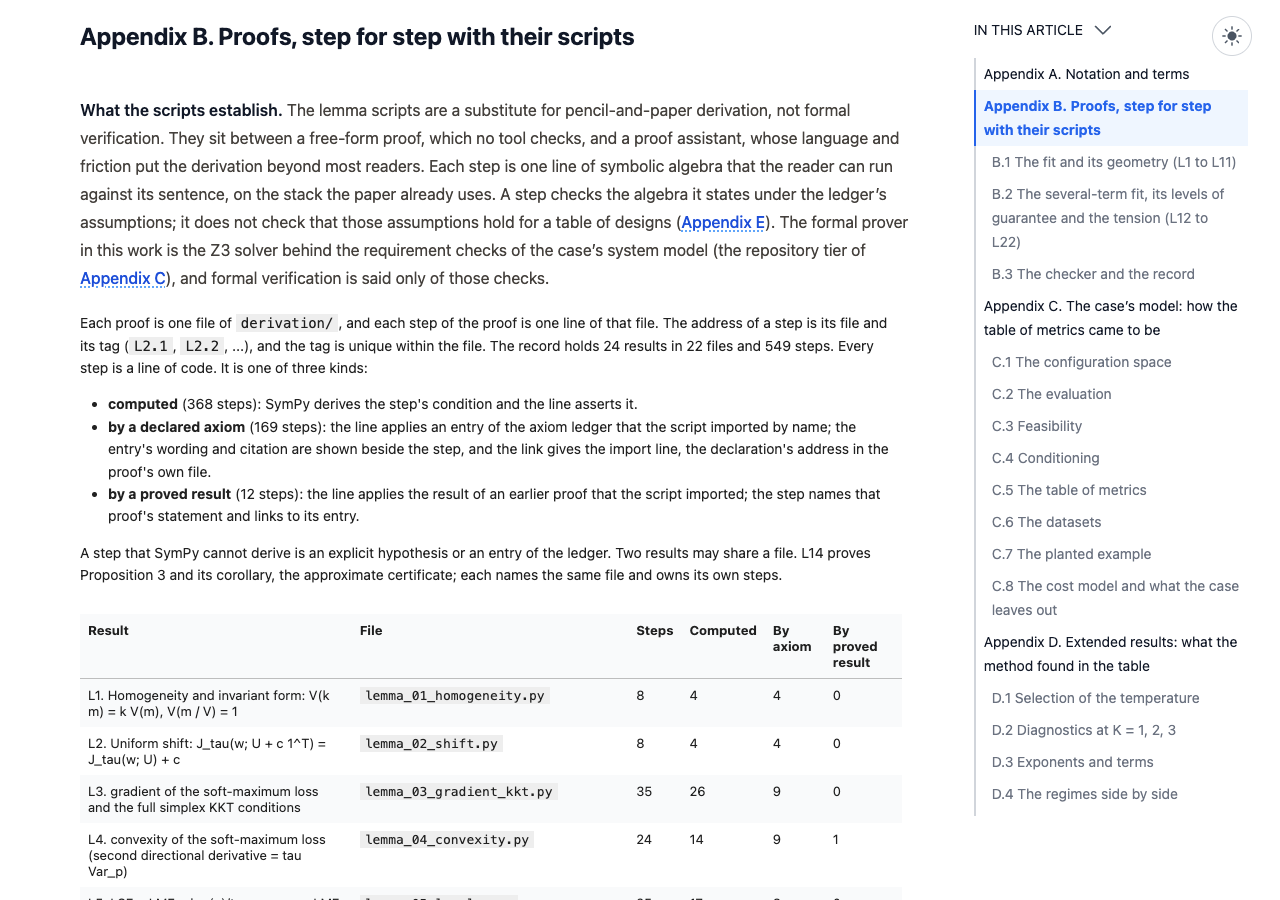 Appendix B. Proofs, step for step with their scripts
What the scripts establish. The lemma scripts are a substitute for pencil-and-paper derivation, not formal
verification. They sit between a free-form proof, which no tool checks, and a proof assistant, whose language and
friction put the derivation beyond most readers. Each step is one line of symbolic algebra that the reader can run
against its sentence, on the stack the paper already uses. A step checks the algebra it states under the ledger's
assumptions; it does not check that those assumptions hold for a table of designs (Appendix E). The formal prover
in this work is the Z3 solver behind the requirement checks of the case's system model (the repository tier of
Appendix C), and formal verification is said only of those checks.
Each proof is one file of derivation/ , and each step of the proof is one line of that file. The address of a step is its file and
its tag ( L2.1 , L2.2 , …), and the tag is unique within the file. The record holds 24 results in 22 files and 549 steps. Every
step is a line of code. It is one of three kinds:
• computed (368 steps): SymPy derives the step's condition and the line asserts it.
• by a declared axiom (169 steps): the line applies an entry of the axiom ledger that the script imported by name; the
entry's wording and citation are shown beside the step, and the link gives the import line, the declaration's address in the
proof's own file.
• by a proved result (12 steps): the line applies the result of an earlier proof that the script imported; the step names that
proof's statement and links to its entry.
A step that SymPy cannot derive is an explicit hypothesis or an entry of the ledger. Two results may share a file. L14 proves
Proposition 3 and its corollary, the approximate certificate; each names the same file and owns its own steps.
Result File Steps Computed By axiom By proved result
L1. Homogeneity and invariant form: V(k
m) = k V(m), V(m / V) = 1
lemma_01_homogeneity.py 8 4 4 0
L2. Uniform shift: J_tau(w; U + c 1^T) =
J_tau(w; U) + c
lemma_02_shift.py 8 4 4 0
L3. gradient of the soft-maximum loss
and the full simplex KKT conditions
lemma_03_gradient_kkt.py 35 26 9 0
L4. convexity of the soft-maximum loss
(second directional derivative = tau
Var_p)
lemma_04_convexity.py 24 14 9 1
IN THIS ARTICLE
Appendix A. Notation and terms
Appendix B. Proofs, step for step
with their scripts
B.1 The fit and its geometry (L1 to L11)
B.2 The several-term fit, its levels of
guarantee and the tension (L12 to
L22)
B.3 The checker and the record
Appendix C. The case's model: how the
table of metrics came to be
C.1 The configuration space
C.2 The evaluation
C.3 Feasibility
C.4 Conditioning
C.5 The table of metrics
C.6 The datasets
C.7 The planted example
C.8 The cost model and what the case
leaves out
Appendix D. Extended results: what the
method found in the table
D.1 Selection of the temperature
D.2 Diagnostics at K = 1, 2, 3
D.3 Exponents and terms
D.4 The regimes side by side